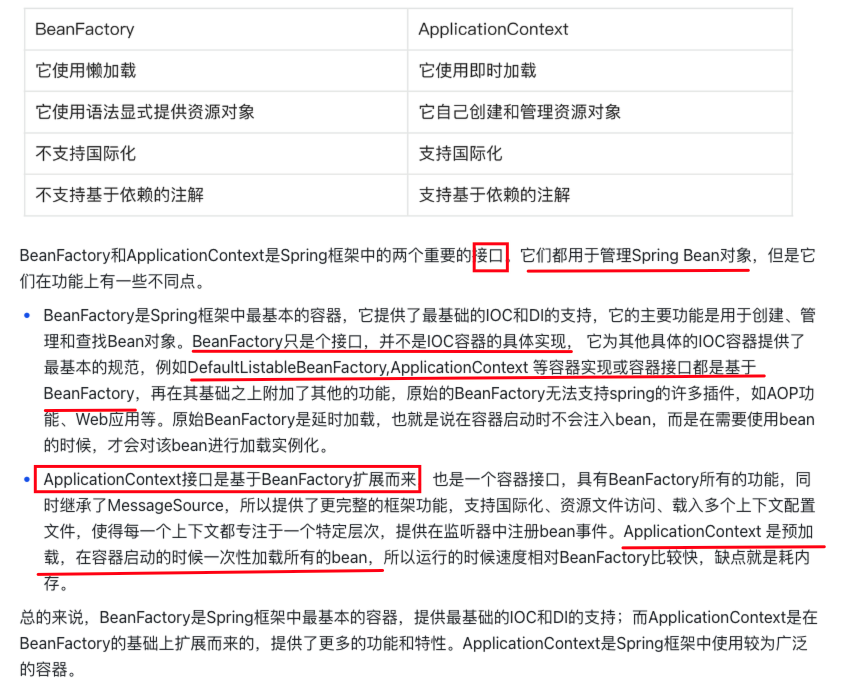 BeanFactory ApplicationContext
它使用懒加载 它使用即时加载
它使用语法显式提供资源对象 它自己创建和管理资源对象
不支持国际化 支持国际化
不支持基于依赖的注解 支持基于依赖的注解
BeanFactory和ApplicationContext是Spring框架中的两个重要的接口，它们都用于管理Spring Bean对象，但是它
们在功能上有一些不同点。
• BeanFactory是Spring框架中最基本的容器，它提供了最基础的IOC和DI的支持，它的主要功能是用于创建、管
理和查找Bean对象。BeanFactory只是个接口，并不是IOC容器的具体实现， 它为其他具体的IOC容器提供了
最基本的规范，例如DefaultListableBeanFactory,ApplicationContext 等容器实现或容器接口都是基于
BeanFactory，再在其基础之上附加了其他的功能，原始的BeanFactory无法支持spring的许多插件，如AOP功
能、Web应用等。原始BeanFactory是延时加载，也就是说在容器启动时不会注入bean，而是在需要使用bean
的时候，才会对该bean进行加载实例化。
• ApplicationContext接口是基于BeanFactory扩展而来 也是一个容器接口，具有BeanFactory所有的功能，同
时继承了MessageSource，所以提供了更完整的框架功能，支持国际化、资源文件访问、载入多个上下文配置
文件，使得每一个上下文都专注于一个特定层次，提供在监听器中注册bean事件。ApplicationContext 是预加
载，在容器启动的时候一次性加载所有的bean，所以运行的时候速度相对BeanFactory比较快，缺点就是耗内
存。
总的来说，BeanFactory是Spring框架中最基本的容器，提供最基础的IOC和DI的支持；而ApplicationContext是在
BeanFactory的基础上扩展而来的，提供了更多的功能和特性。ApplicationContext是Spring框架中使用较为广泛
的容器。